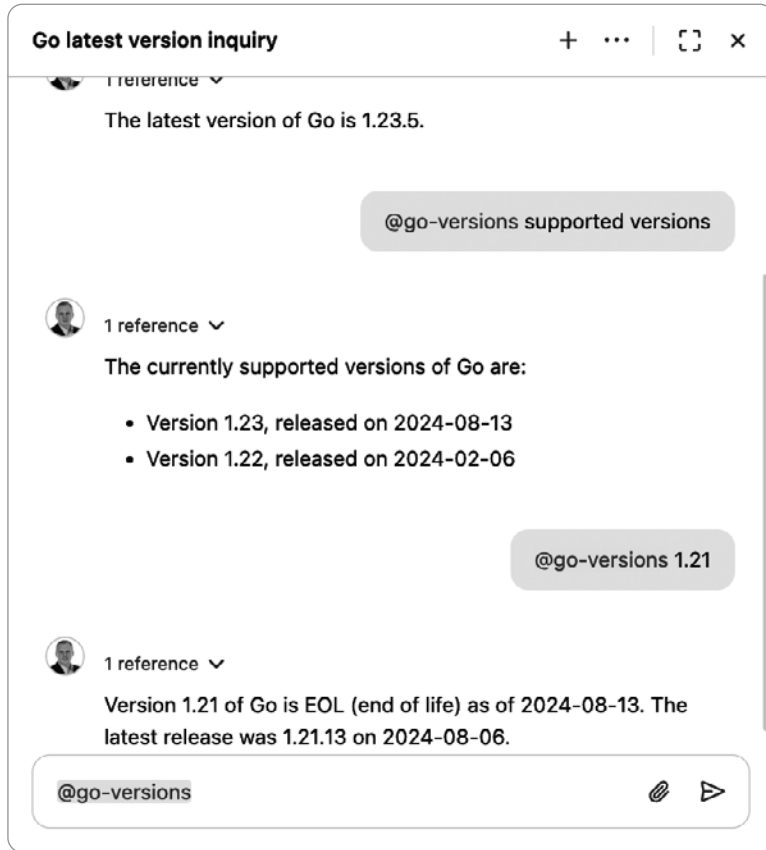 Go latest version inquiry
1 reference
The latest version of Go is 1.23.5.
@go-versions supported versions
1 reference
The currently supported versions of Go are:
• Version 1.23, released on 2024-08-13
• Version 1.22, released on 2024-02-06
@go-versions 1.21
1 reference
Version 1.21 of Go is EOL (end of life) as of 2024-08-13. The
latest release was 1.21.13 on 2024-08-06.
@go-versions